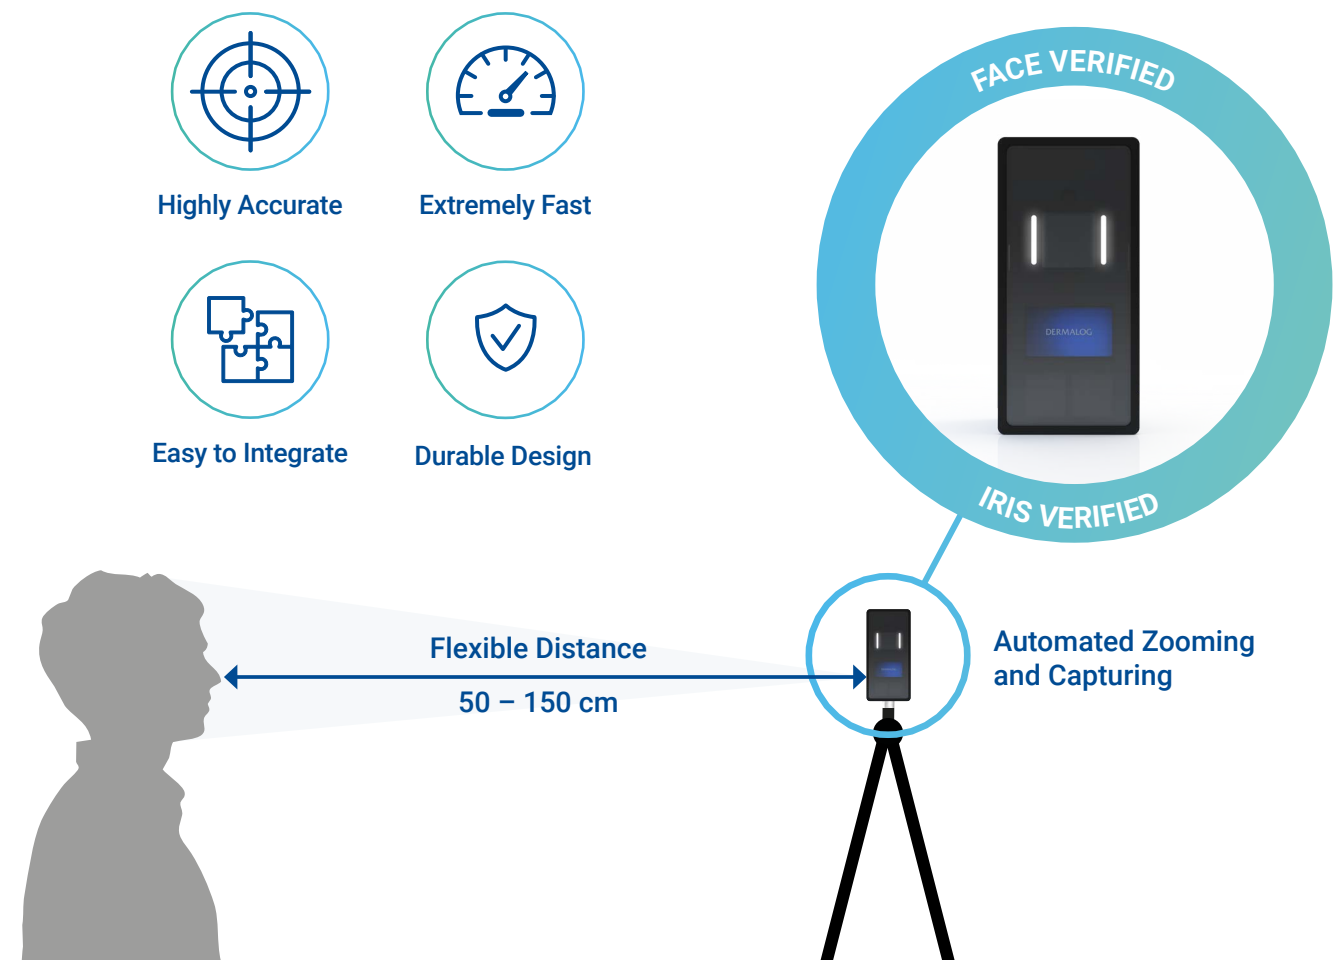 Highly Accurate
Extremely Fast
Easy to Integrate
Durable Design
FACE VERIFIED
DERMALOG
IRIS VERIFIED
Flexible Distance
50 – 150 cm
Automated Zooming
and Capturing